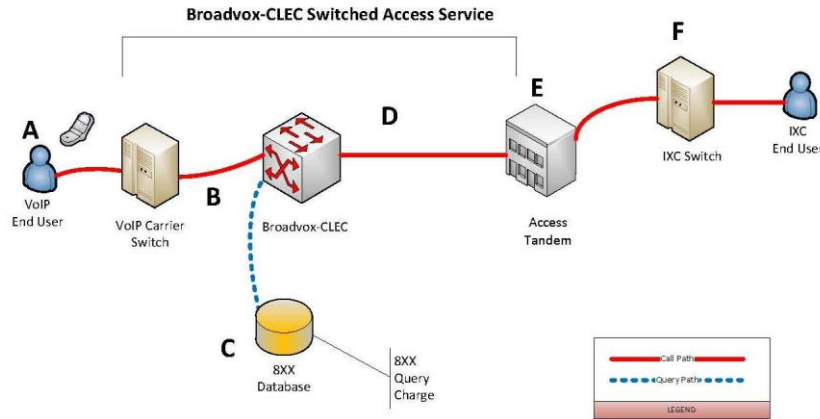 Broadvox-CLEC Switched Access Service
A
B
C
D
E
F
VoIP
End User
VoIP Carrier
Switch
Broadvox-CLEC
Access
Tandem
IXC Switch
IXC
End User
8XX
Database
8XX
Query
Charge
Call Path
Query Path
LEGEND